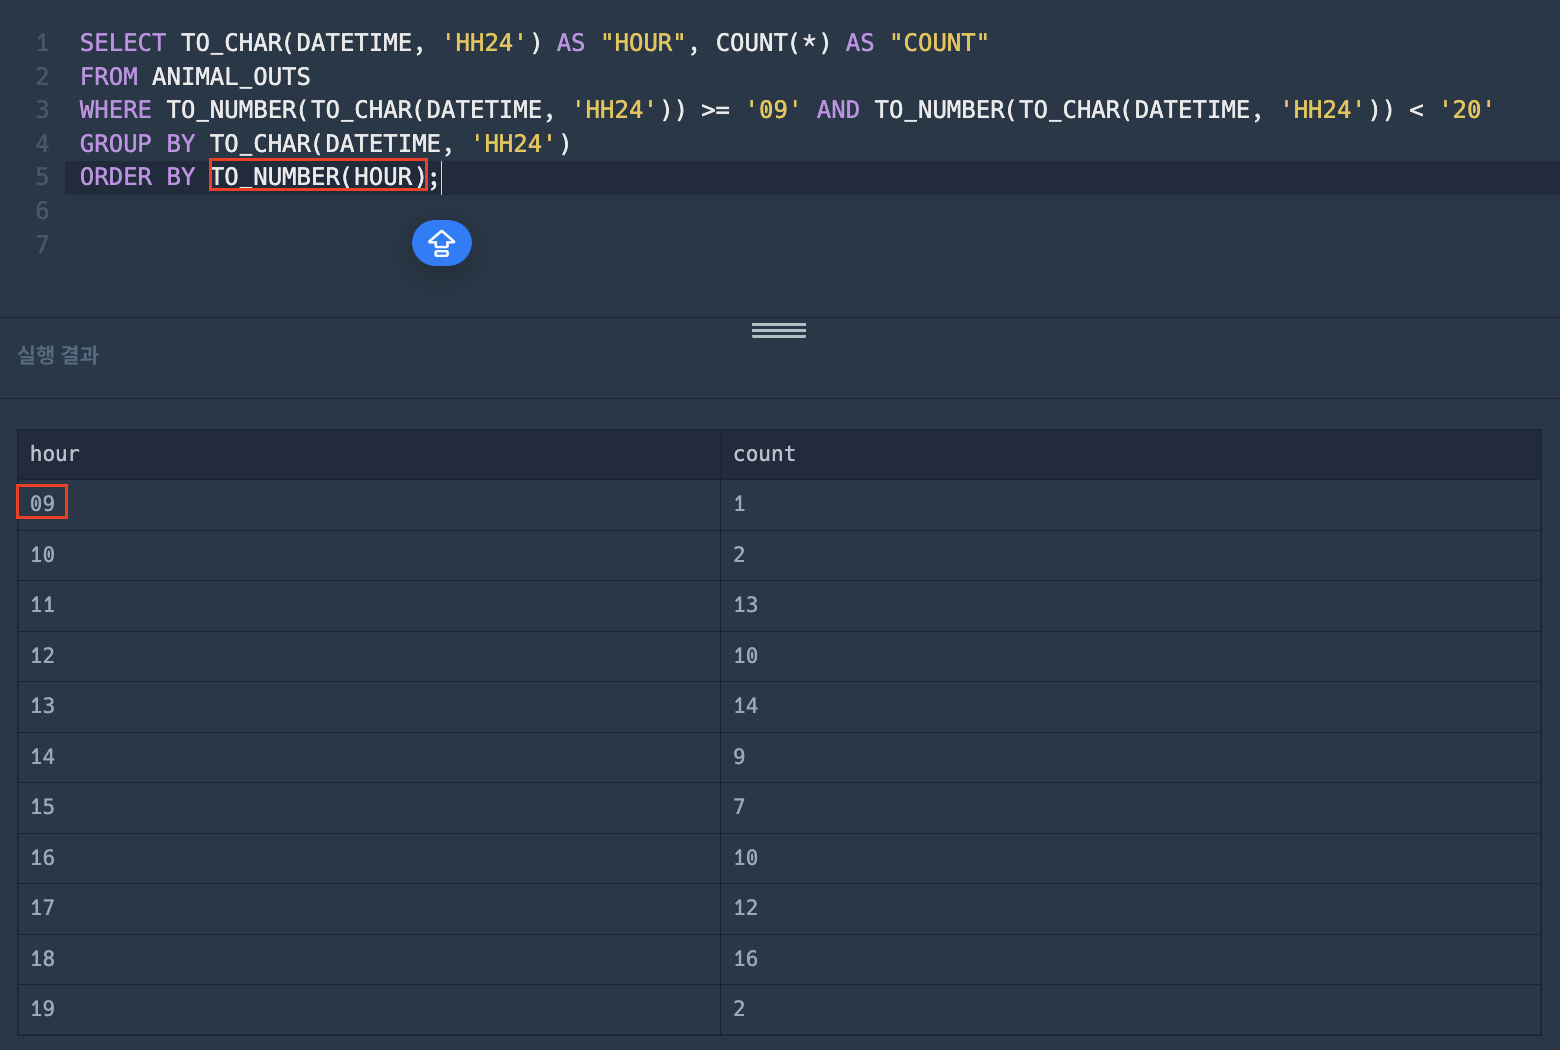 1 SELECT TO_CHAR(DATETIME, 'HH24') AS "HOUR", COUNT(*) AS "COUNT"
2 FROM ANIMAL_OUTS
3 WHERE TO_NUMBER(TO_CHAR(DATETIME, 'HH24')) >= '09' AND TO_NUMBER(TO_CHAR(DATETIME, 'HH24')) < '20'
4 GROUP BY TO_CHAR(DATETIME, 'HH24')
5 ORDER BY TO_NUMBER(HOUR);
6
7
실행 결과
hour count
09 1
10 2
11 13
12 10
13 14
14 9
15 7
16 10
17 12
18 16
19 2